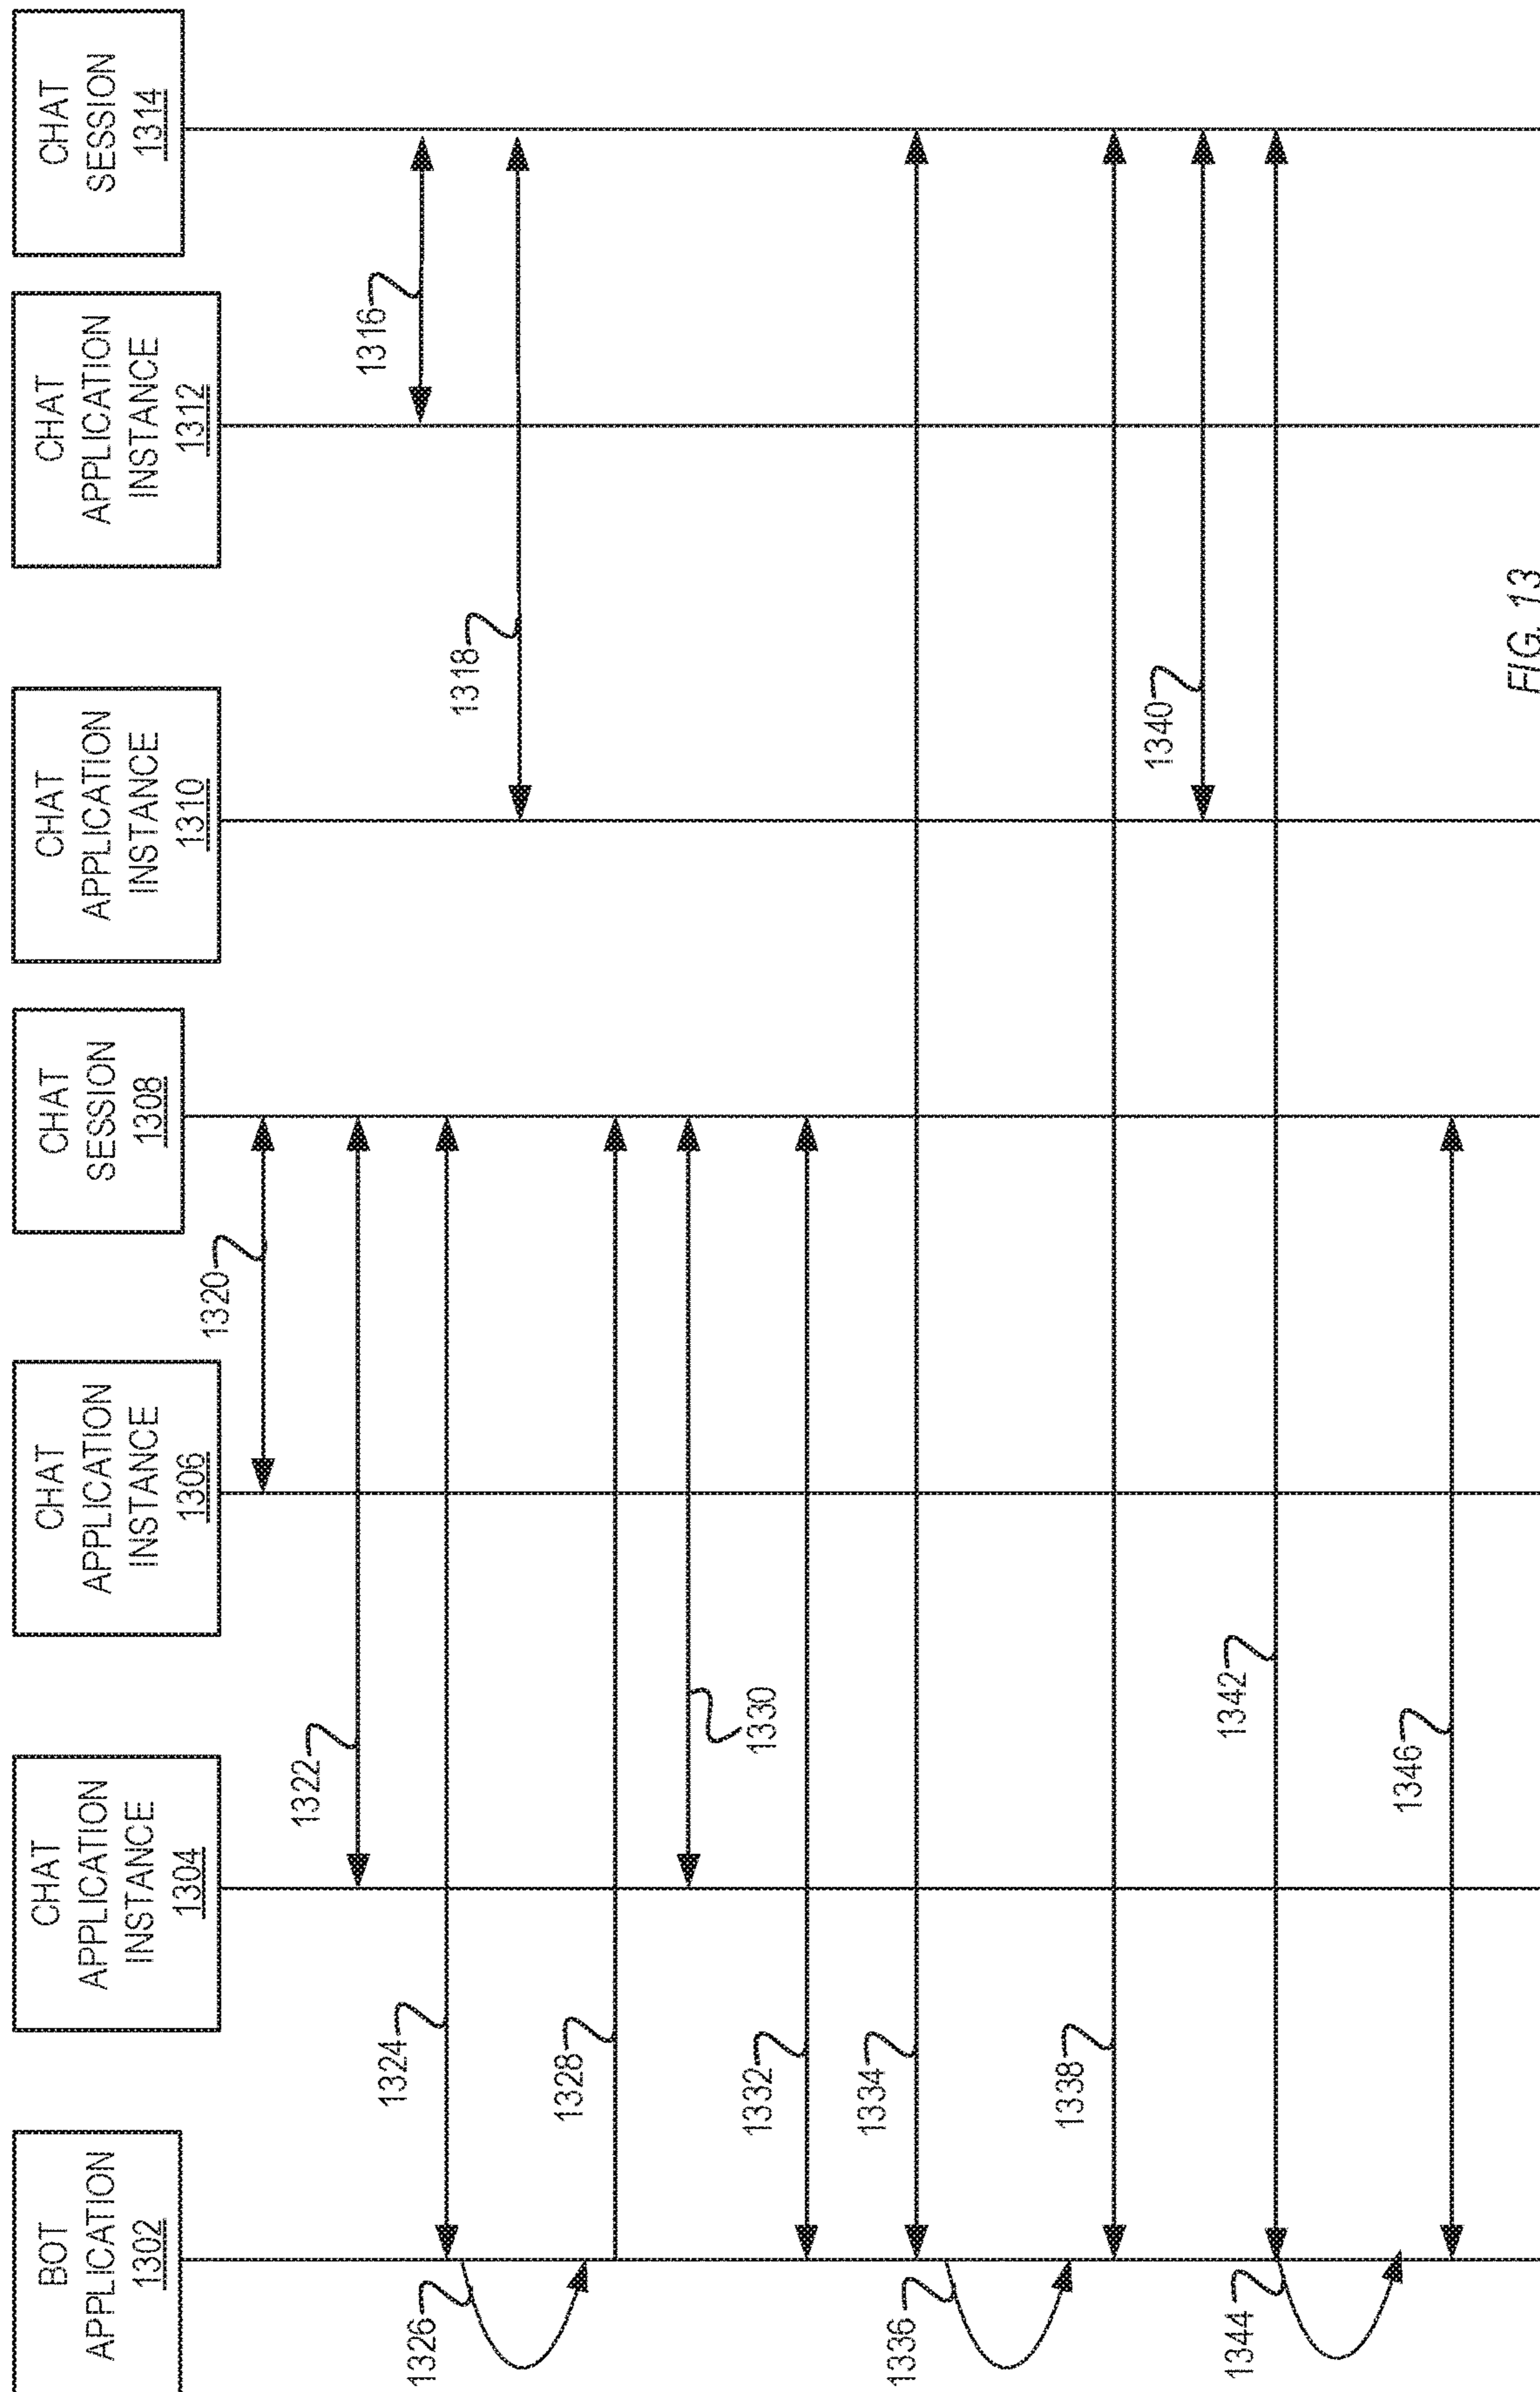 BOT
APPLICATION
1302
CHAT
APPLICATION
INSTANCE
1304
CHAT
APPLICATION
INSTANCE
1306
CHAT
SESSION
1308
CHAT
APPLICATION
INSTANCE
1310
CHAT
APPLICATION
INSTANCE
1312
CHAT
SESSION
1314
1320
1322
1316
1324
1326
1318
1328
1330
1332
1334
1336
1338
1340
1342
1344
1346
FIG. 13